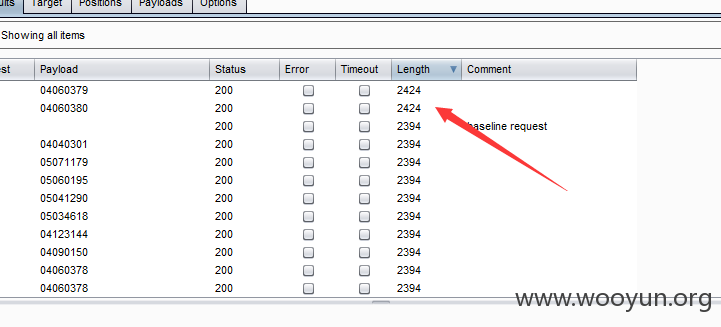 ults Target Positions Payloads Options
Showing all items
est Payload Status Error Timeout Length Comment
04060379 200 2424
04060380 200 2424
200 2394 baseline request
04040301 200 2394
05071179 200 2394
05060195 200 2394
05041290 200 2394
05034618 200 2394
04123144 200 2394
04090150 200 2394
04060378 200 2394
04060378 200 2394
www.wooyun.org